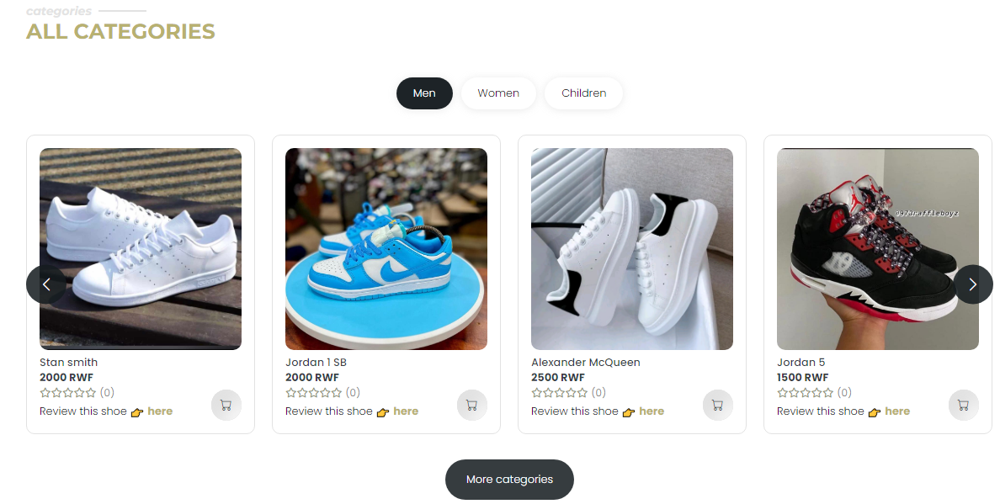 categories
ALL CATEGORIES
Men
Women
Children
@973raffleboyz
Stan smith
2000 RWF
(0)
Review this shoe 👉 here
Jordan 1 SB
2000 RWF
(0)
Review this shoe 👉 here
Alexander McQueen
2500 RWF
(0)
Review this shoe 👉 here
Jordan 5
1500 RWF
(0)
Review this shoe 👉 here
More categories